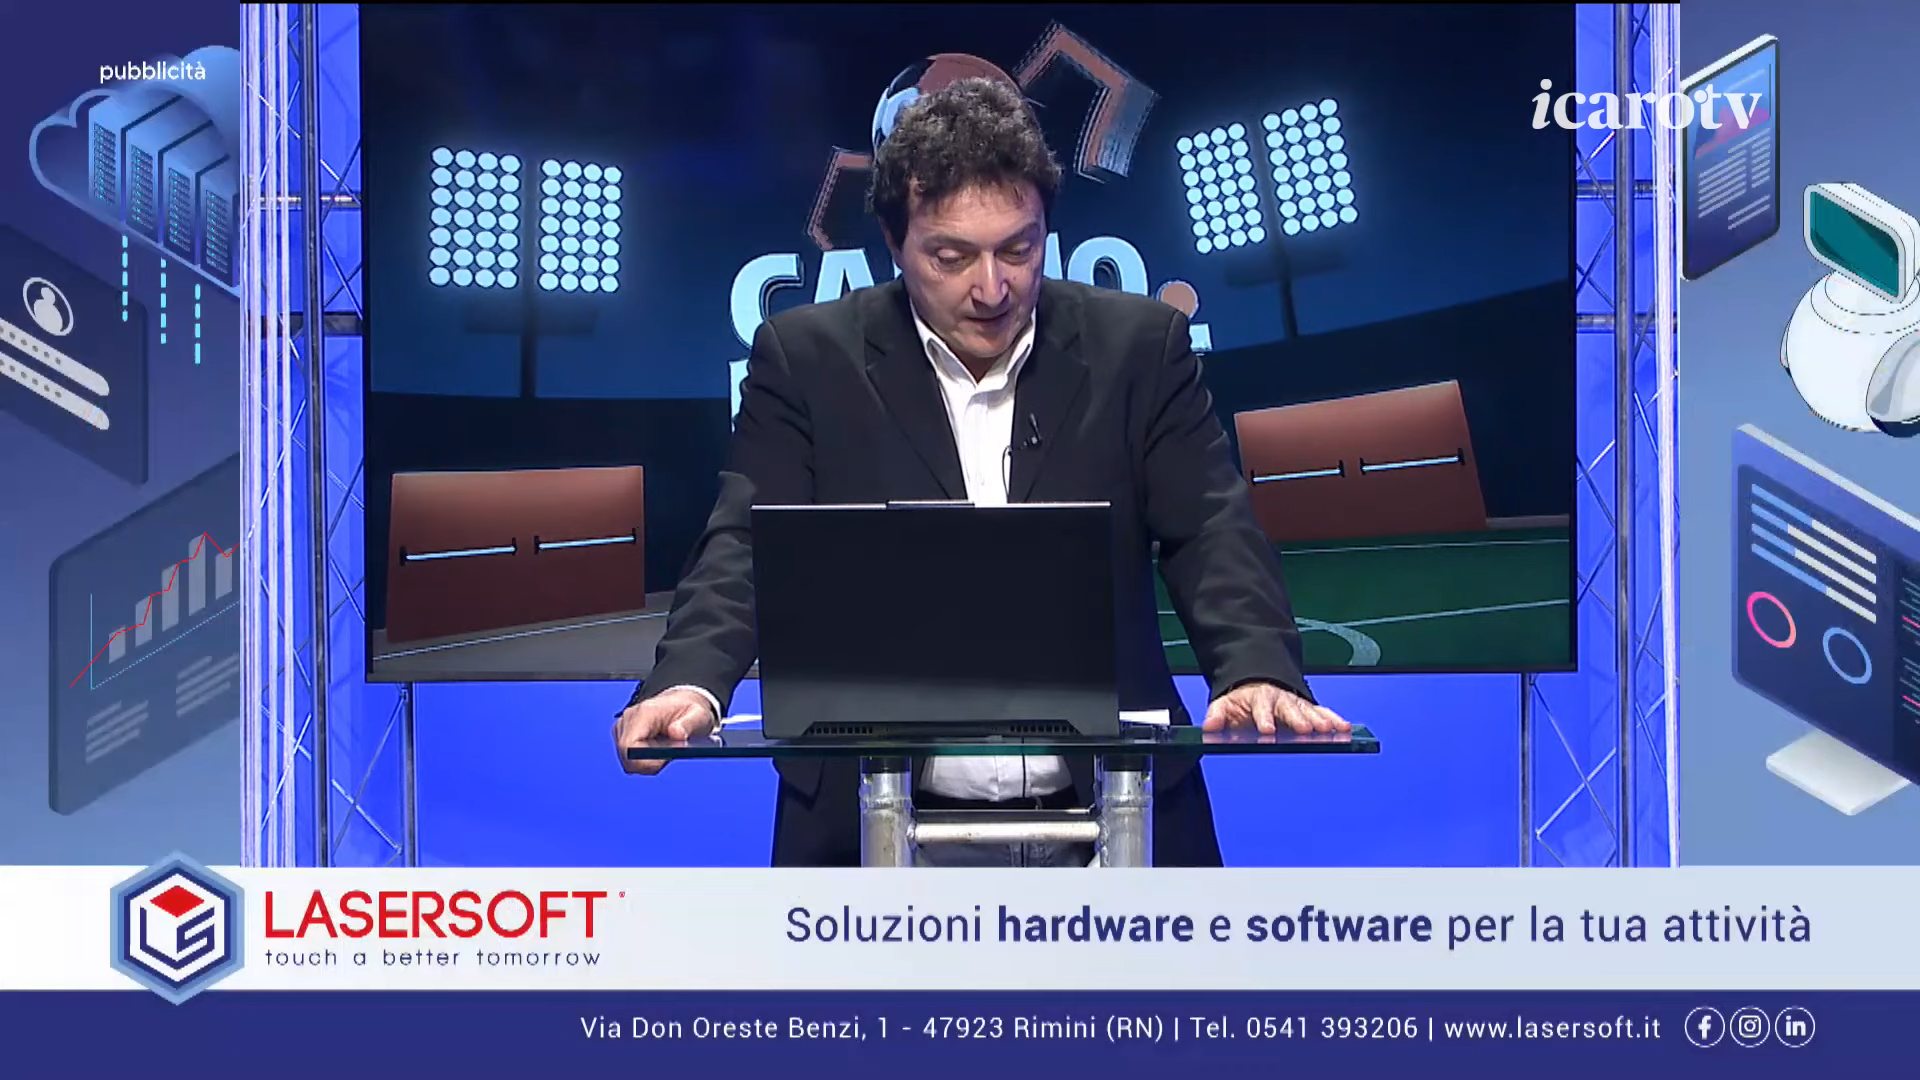 pubblicità
icarotv
LASERSOFT
touch a better tomorrow
Soluzioni hardware e software per la tua attività
Via Don Oreste Benzi, 1 - 47923 Rimini (RN) | Tel. 0541 393206 | www.lasersoft.it